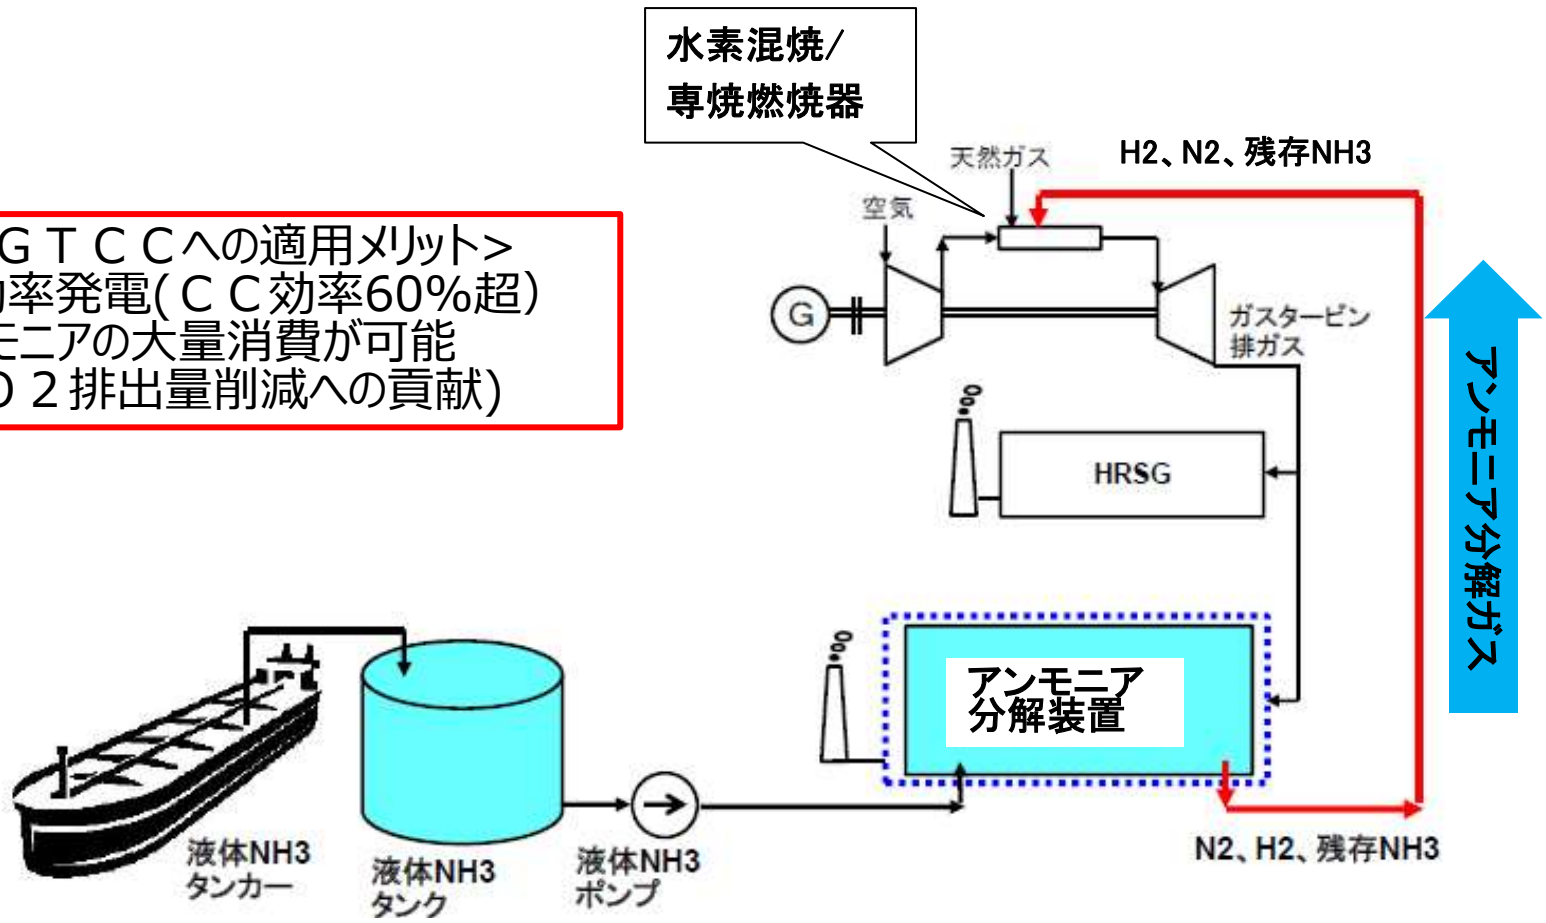 水素混焼/
専焼燃焼器
天然ガス
H2、N2、残存NH3
空気
ＧＴＣＣへの適用メリット>
率発電(ＣＣ効率60%超）
モニアの大量消費が可能
２排出量削減への貢献)
G
ガスタービン
排ガス
HRSG
アンモニア分解ガス
アンモニア
分解装置
液体NH3
タンカー
液体NH3
タンク
液体NH3
ポンプ
N2、H2、残存NH3